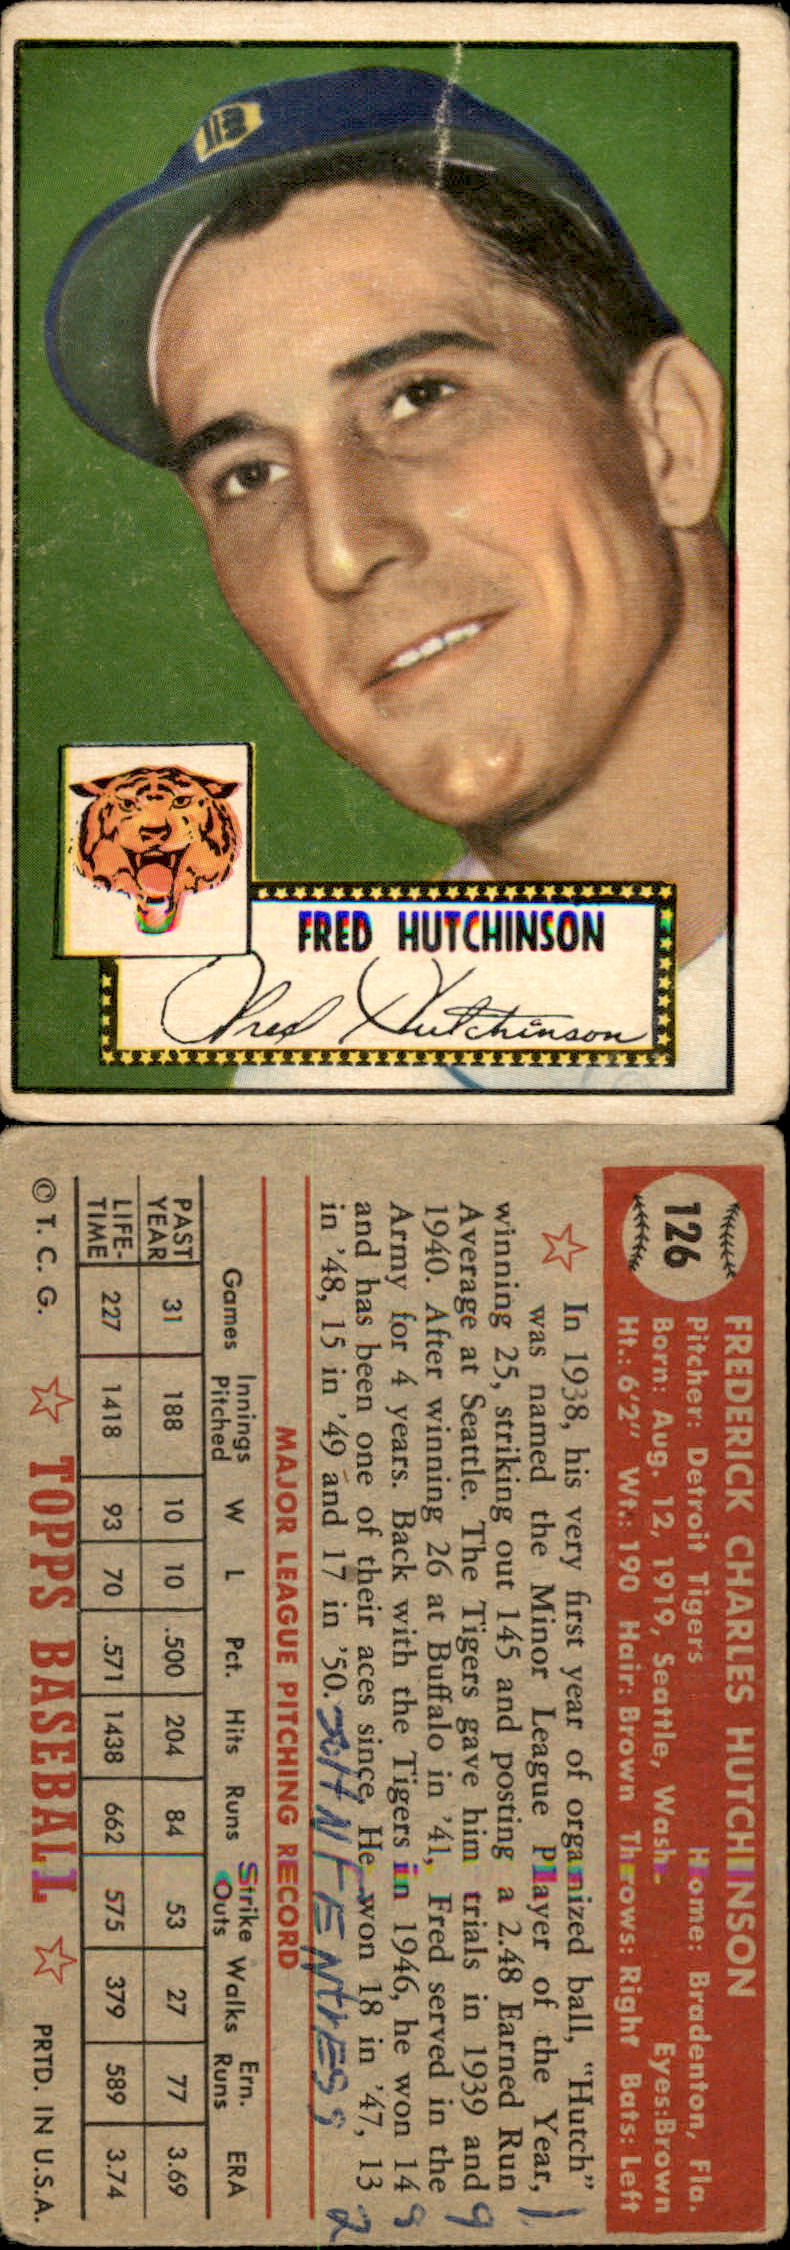 FRED HUTCHINSON
Fred Hutchinson
126
FREDERICK CHARLES HUTCHINSON
Pitcher: Detroit Tigers Home: Bradenton, Fla.
Born: Aug. 12, 1919, Seattle, Wash. Eyes: Brown
Ht.: 6'2" Wt.: 190 Hair: Brown Throws: Right Bats: Left
In 1938, his very first year of organized ball, "Hutch"
was named the Minor League Player of the Year,
winning 25, striking out 145 and posting a 2.48 Earned Run
Average at Seattle. The Tigers gave him trials in 1939 and
1940. After winning 26 at Buffalo in '41, Fred served in the
Army for 4 years. Back with the Tigers in 1946, he won 14
and has been one of their aces since. He won 18 in '47, 13
in '48, 15 in '49 and 17 in '50.
1 9 8 2
MAJOR LEAGUE PITCHING RECORD
Games Innings Pitched W L Pct. Hits Runs Strike Outs Walks Ern. Runs ERA
PAST YEAR 31 188 10 10 .500 204 84 53 27 77 3.69
LIFE-TIME 227 1418 93 70 .571 1438 662 575 379 589 3.74
© T. C. G. TOPPS BASEBALL PRTD. IN U.S.A.